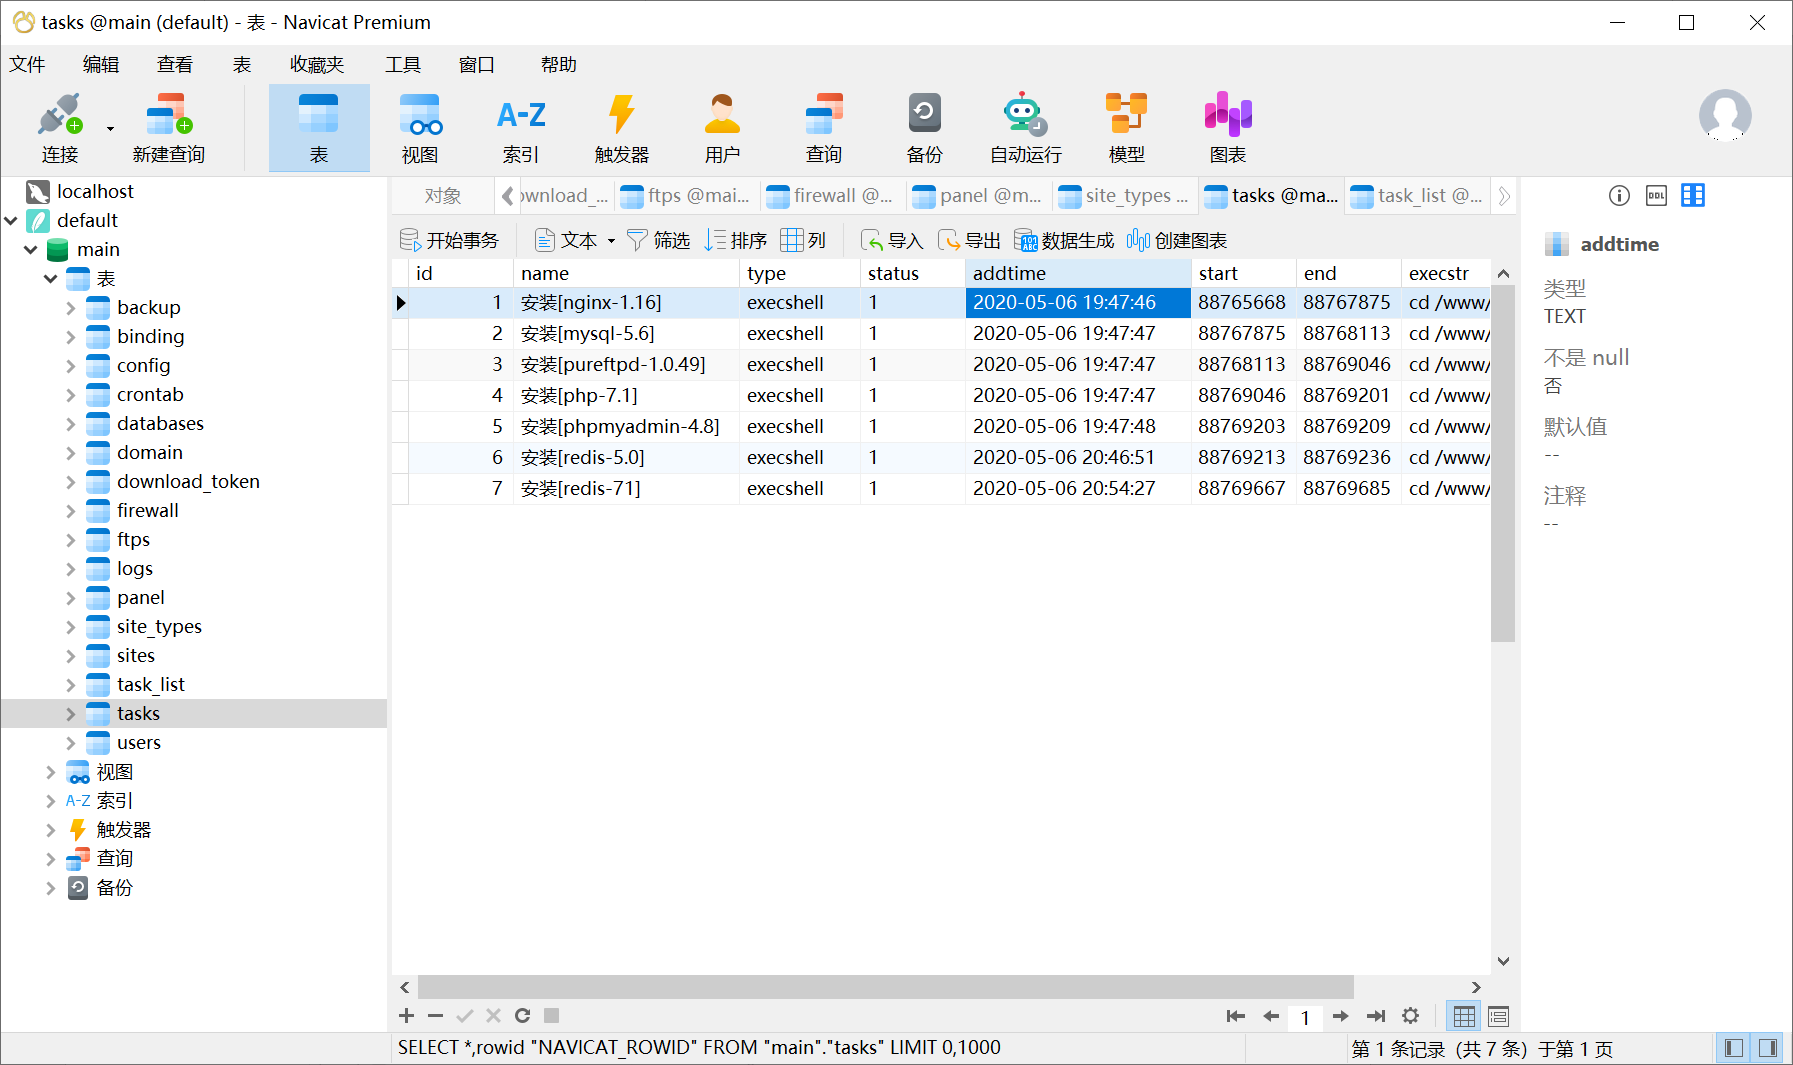 tasks @main (default) - 表 - Navicat Premium
文件 编辑 查看 表 收藏夹 工具 窗口 帮助
A-Z
连接 新建查询 表 视图 索引 触发器 用户 查询 备份 自动运行 模型 图表
localhost
default
main
表
backup
binding
config
crontab
databases
domain
download_token
firewall
ftps
logs
panel
site_types
sites
task_list
tasks
users
视图
A-Z 索引
触发器
查询
备份
对象 ownload_... ftps @mai... firewall @... panel @m... site_types ... tasks @ma... task_list @...
开始事务 文本 筛选 排序 列 导入 导出 数据生成 创建图表
id name type status addtime start end execstr
1 安装[nginx-1.16] execshell 1 2020-05-06 19:47:46 88765668 88767875 cd /www/
2 安装[mysql-5.6] execshell 1 2020-05-06 19:47:47 88767875 88768113 cd /www/
3 安装[pureftpd-1.0.49] execshell 1 2020-05-06 19:47:47 88768113 88769046 cd /www/
4 安装[php-7.1] execshell 1 2020-05-06 19:47:47 88769046 88769201 cd /www/
5 安装[phpmyadmin-4.8] execshell 1 2020-05-06 19:47:48 88769203 88769209 cd /www/
6 安装[redis-5.0] execshell 1 2020-05-06 20:46:51 88769213 88769236 cd /www/
7 安装[redis-71] execshell 1 2020-05-06 20:54:27 88769667 88769685 cd /www/
1
SELECT *,rowid "NAVICAT_ROWID" FROM "main"."tasks" LIMIT 0,1000
第 1 条记录 (共 7 条) 于第 1 页
DDL
addtime
类型
TEXT
不是 null
否
默认值
--
注释
--